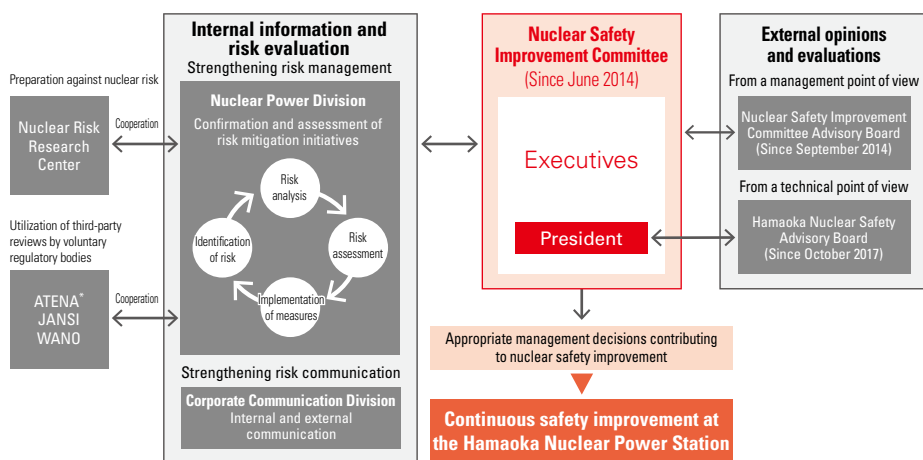 Preparation against nuclear risk
Nuclear Risk
Research
Center
Cooperation
Utilization of third-party
reviews by voluntary
regulatory bodies
ATENA*
JANSI
WANO
Cooperation
Internal information and
risk evaluation
Strengthening risk management
Nuclear Power Division
Confirmation and assessment of
risk mitigation initiatives
Risk
analysis
Risk
assessment
Implementation
of measures
Identification
of risk
Strengthening risk communication
Corporate Communication Division
Internal and external
communication
Nuclear Safety
Improvement Committee
(Since June 2014)
Executives
President
Appropriate management decisions contributing
to nuclear safety improvement
Continuous safety improvement at
the Hamaoka Nuclear Power Station
External opinions
and evaluations
From a management point of view
Nuclear Safety Improvement
Committee Advisory Board
(Since September 2014)
From a technical point of view
Hamaoka Nuclear Safety
Advisory Board
(Since October 2017)